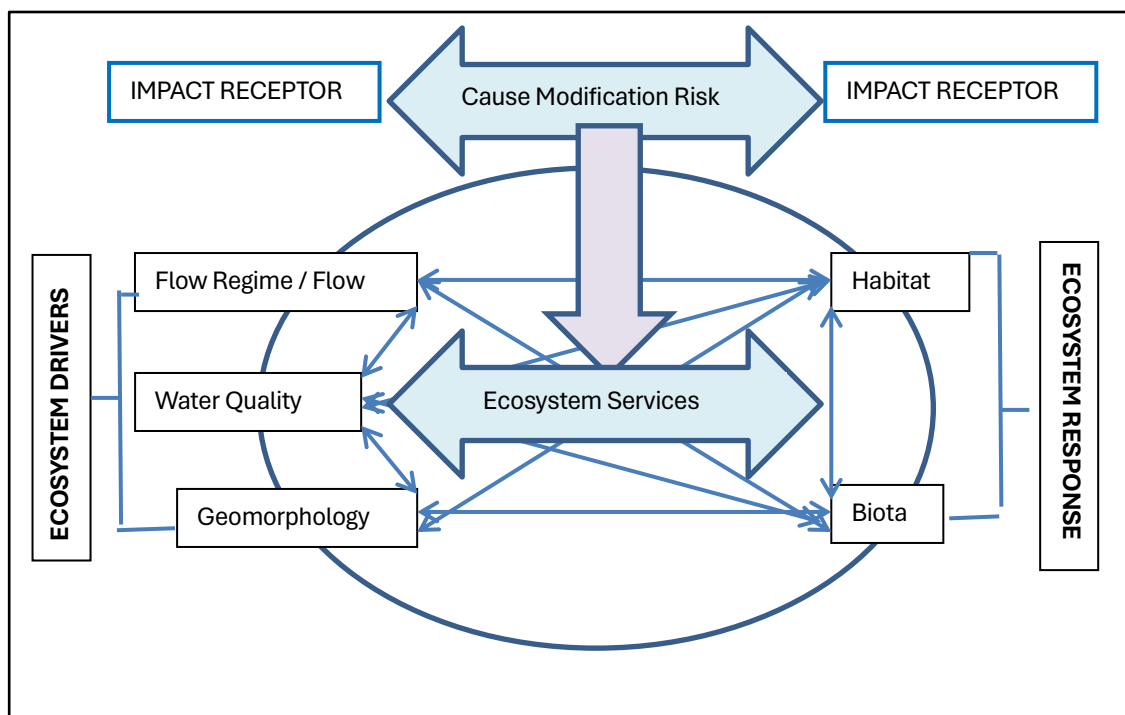 IMPACT RECEPTOR
Cause Modification Risk
IMPACT RECEPTOR
ECOSYSTEM DRIVERS
Flow Regime / Flow
Water Quality
Geomorphology
Ecosystem Services
Habitat
Biota
ECOSYSTEM RESPONSE